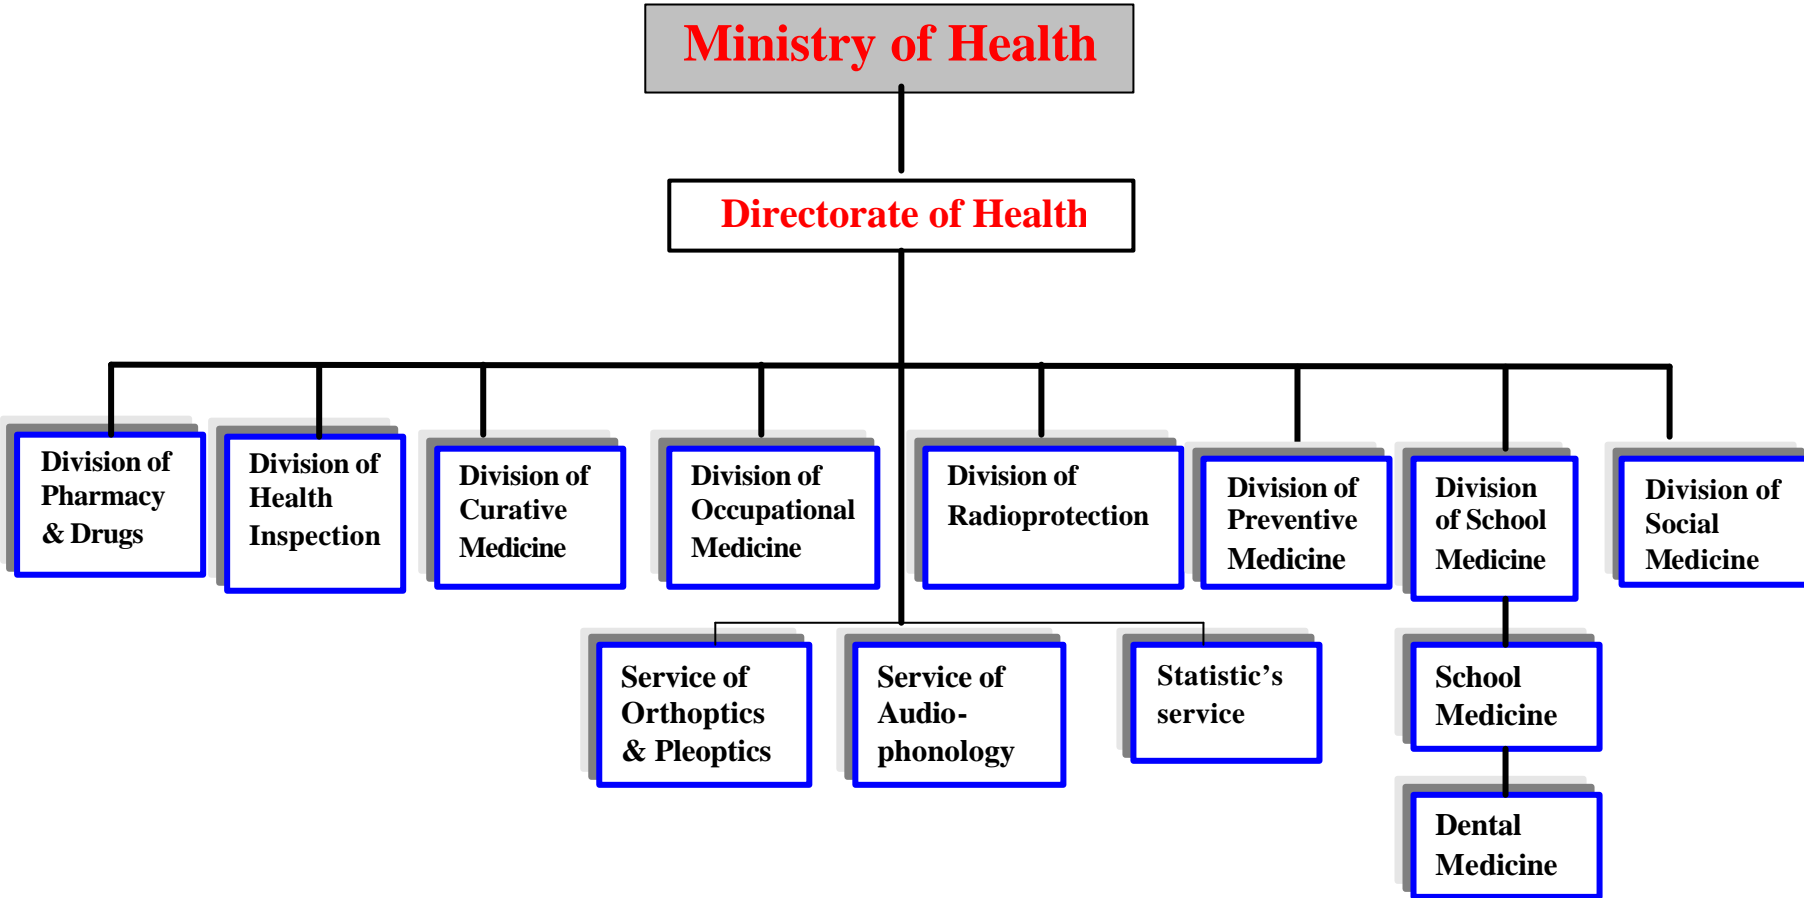 Ministry of Health
Directorate of Health
Division of
Pharmacy
& Drugs
Division of
Health
Inspection
Division of
Curative
Medicine
Division of
Occupational
Medicine
Division of
Radioprotection
Division of
Preventive
Medicine
Division
of School
Medicine
Division of
Social
Medicine
Service of
Orthoptics
& Pleoptics
Service of
Audio-
phonology
Statistic’s
service
School
Medicine
Dental
Medicine